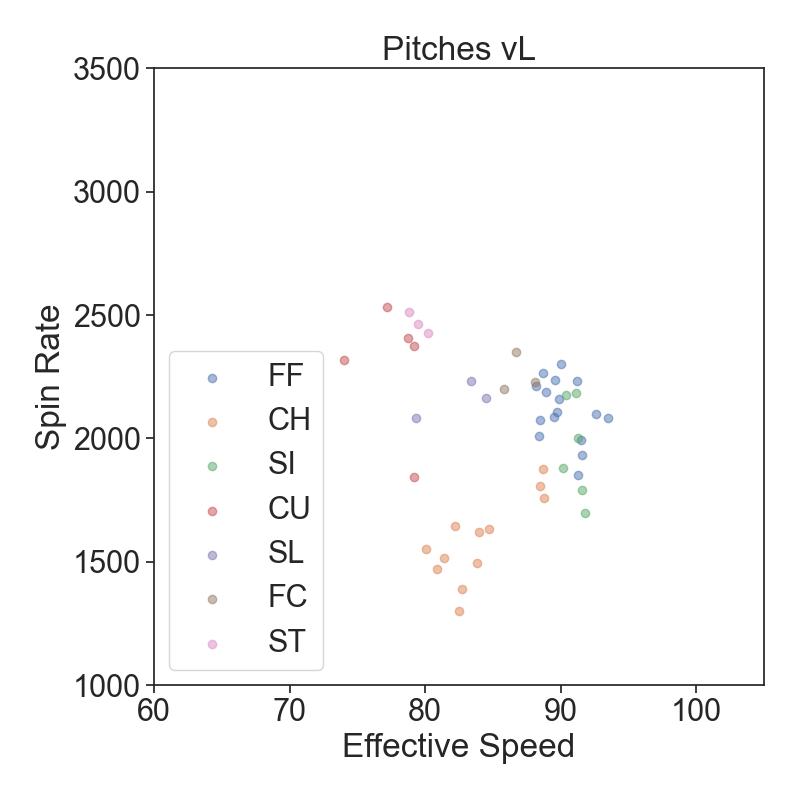 Pitches vL
3500
3000
2500
2000
1500
1000
Spin Rate
FF
CH
SI
CU
SL
FC
ST
60 70 80 90 100
Effective Speed